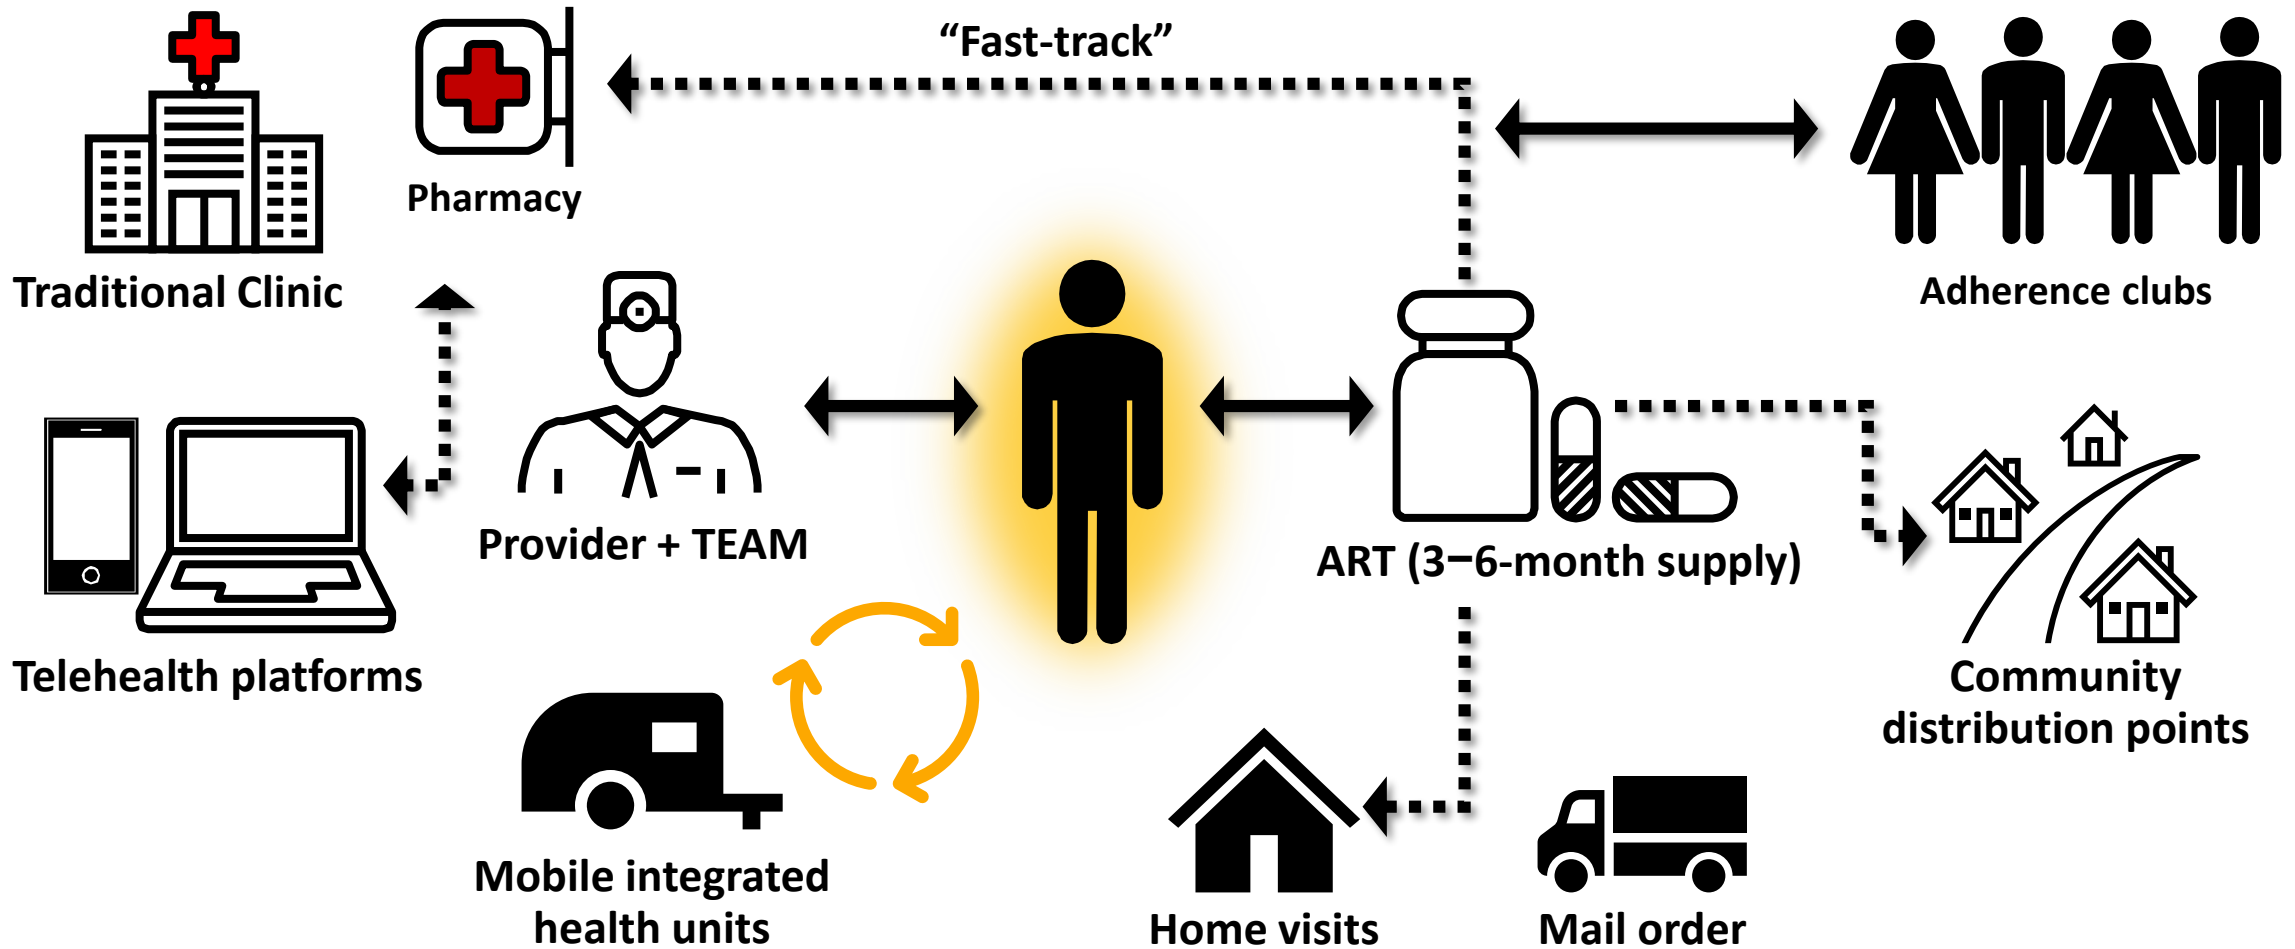 “Fast-track”
Pharmacy
Traditional Clinic
Adherence clubs
Provider + TEAM
ART (3–6-month supply)
Telehealth platforms
Community
distribution points
Mobile integrated
health units
Home visits
Mail order